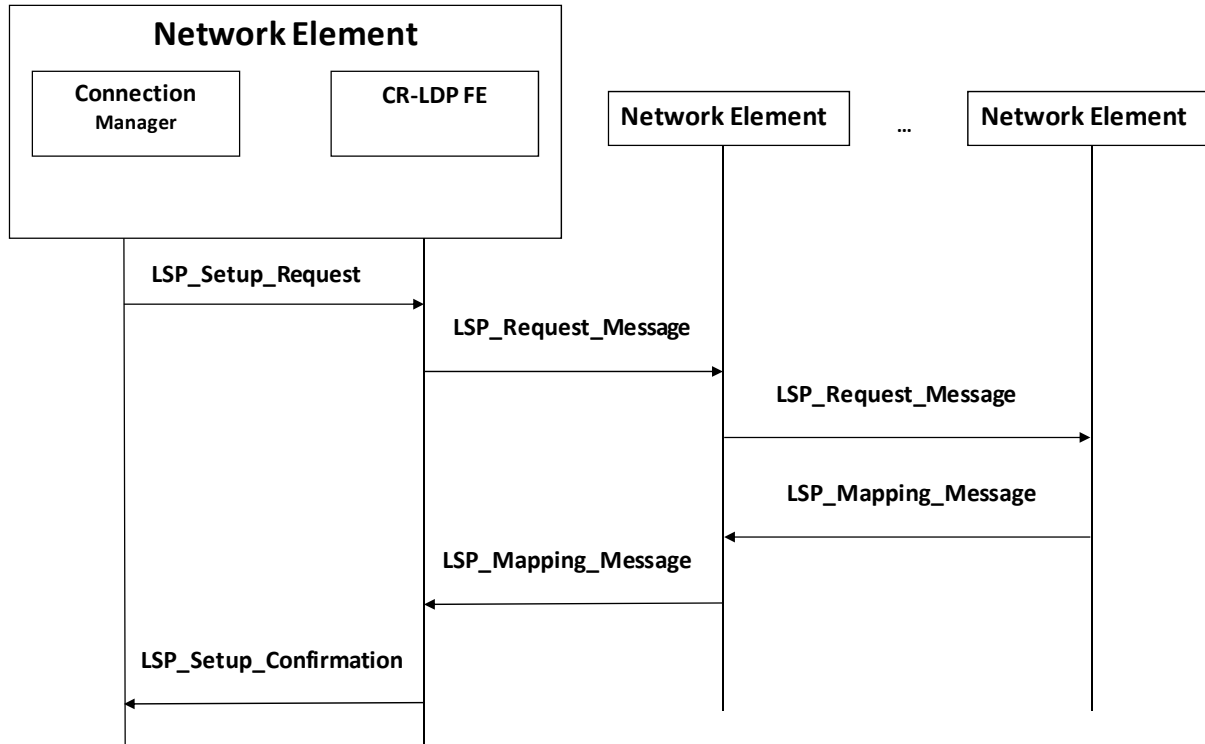 Network Element
Connection
Manager
CR-LDP FE
Network Element
...
Network Element
LSP_Setup_Request
LSP_Request_Message
LSP_Request_Message
LSP_Mapping_Message
LSP_Mapping_Message
LSP_Setup_Confirmation